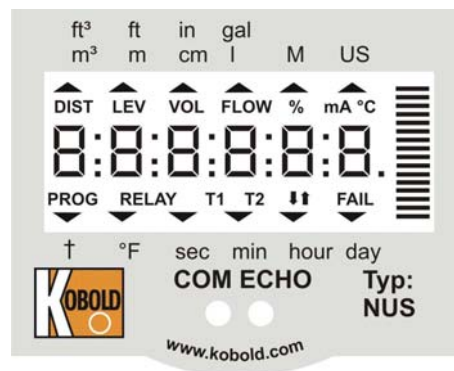 ft³ ft in gal
m³ m cm l M US
DIST LEV VOL FLOW % mA °C
8:8:8:8:8:8.
PROG RELAY T1 T2 ⬇⬆ FAIL
† °F sec min hour day
KOBOLD
COM ECHO
Typ:
NUS
www.kobold.com